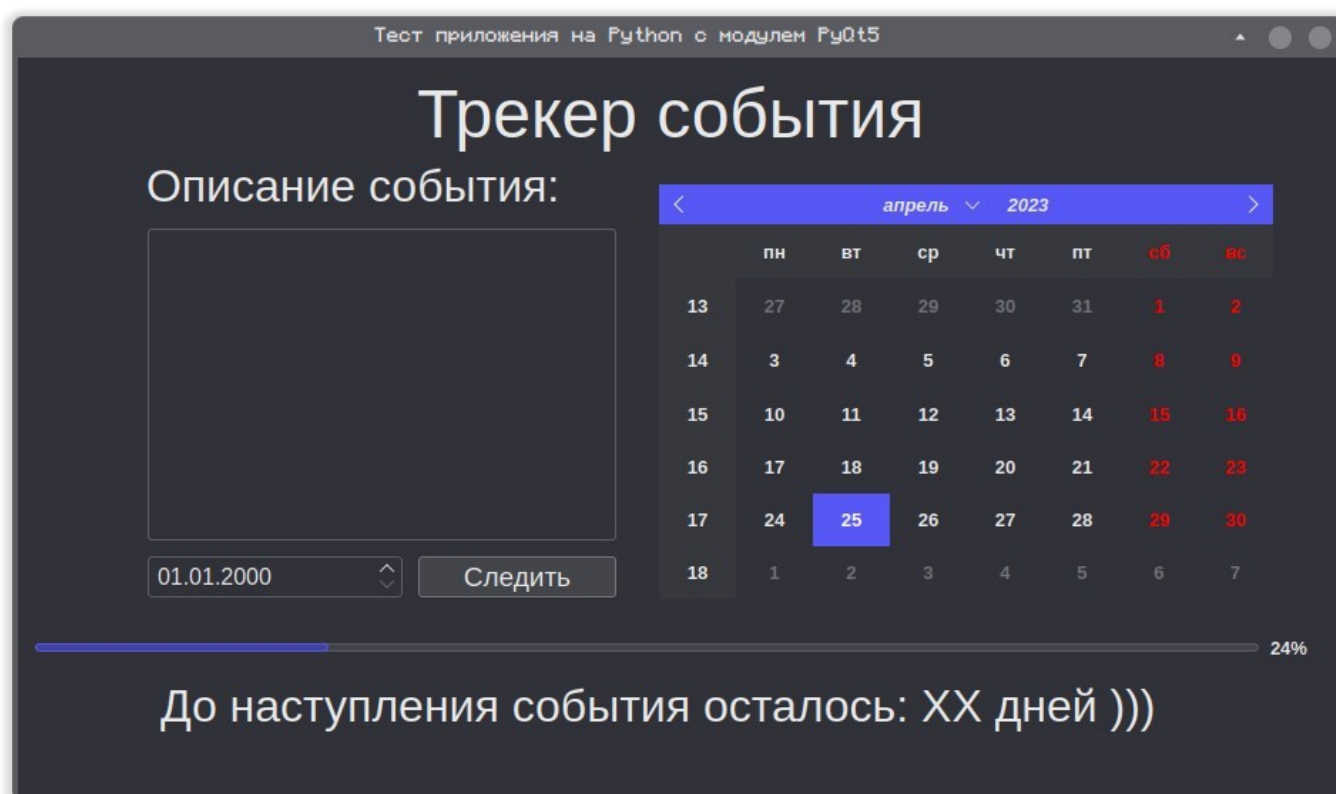 Тест приложения на Python с модулем PyQt5
Трекер события
Описание события:
апрель 2023
пн вт ср чт пт сб вс
13 27 28 29 30 31 1 2
14 3 4 5 6 7 8 9
15 10 11 12 13 14 15 16
16 17 18 19 20 21 22 23
17 24 25 26 27 28 29 30
18 1 2 3 4 5 6 7
01.01.2000 Следить
24%
До наступления события осталось: XX дней )))